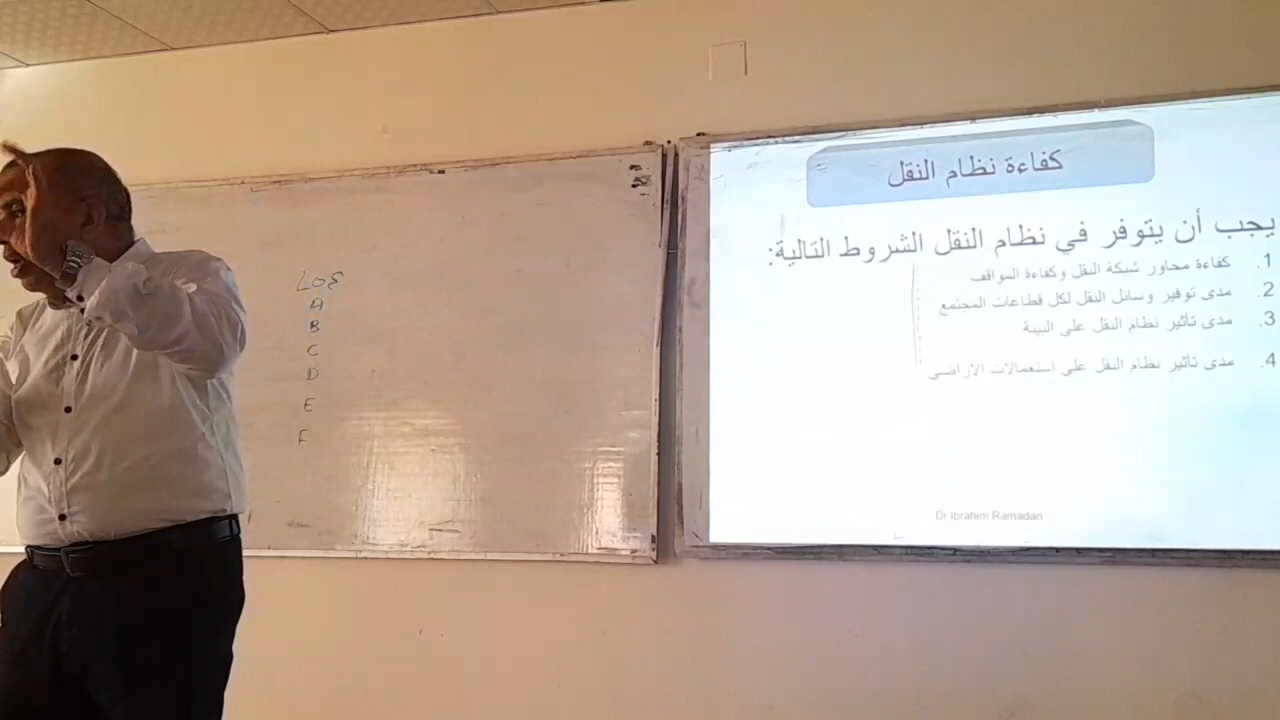 LOS
A
B
C
D
E
F
كفاءة نظام النقل
يجب أن يتوفر في نظام النقل الشروط التالية:
1. كفاءة محاور شبكة النقل وكفاءة المواقف
2. مدى توفير وسائل النقل لكل قطاعات المجتمع
3. مدى تأثير نظام النقل على البيئة
4. مدى تأثير نظام النقل على استعمالات الاراضي
Dr Ibrahim Ramadan